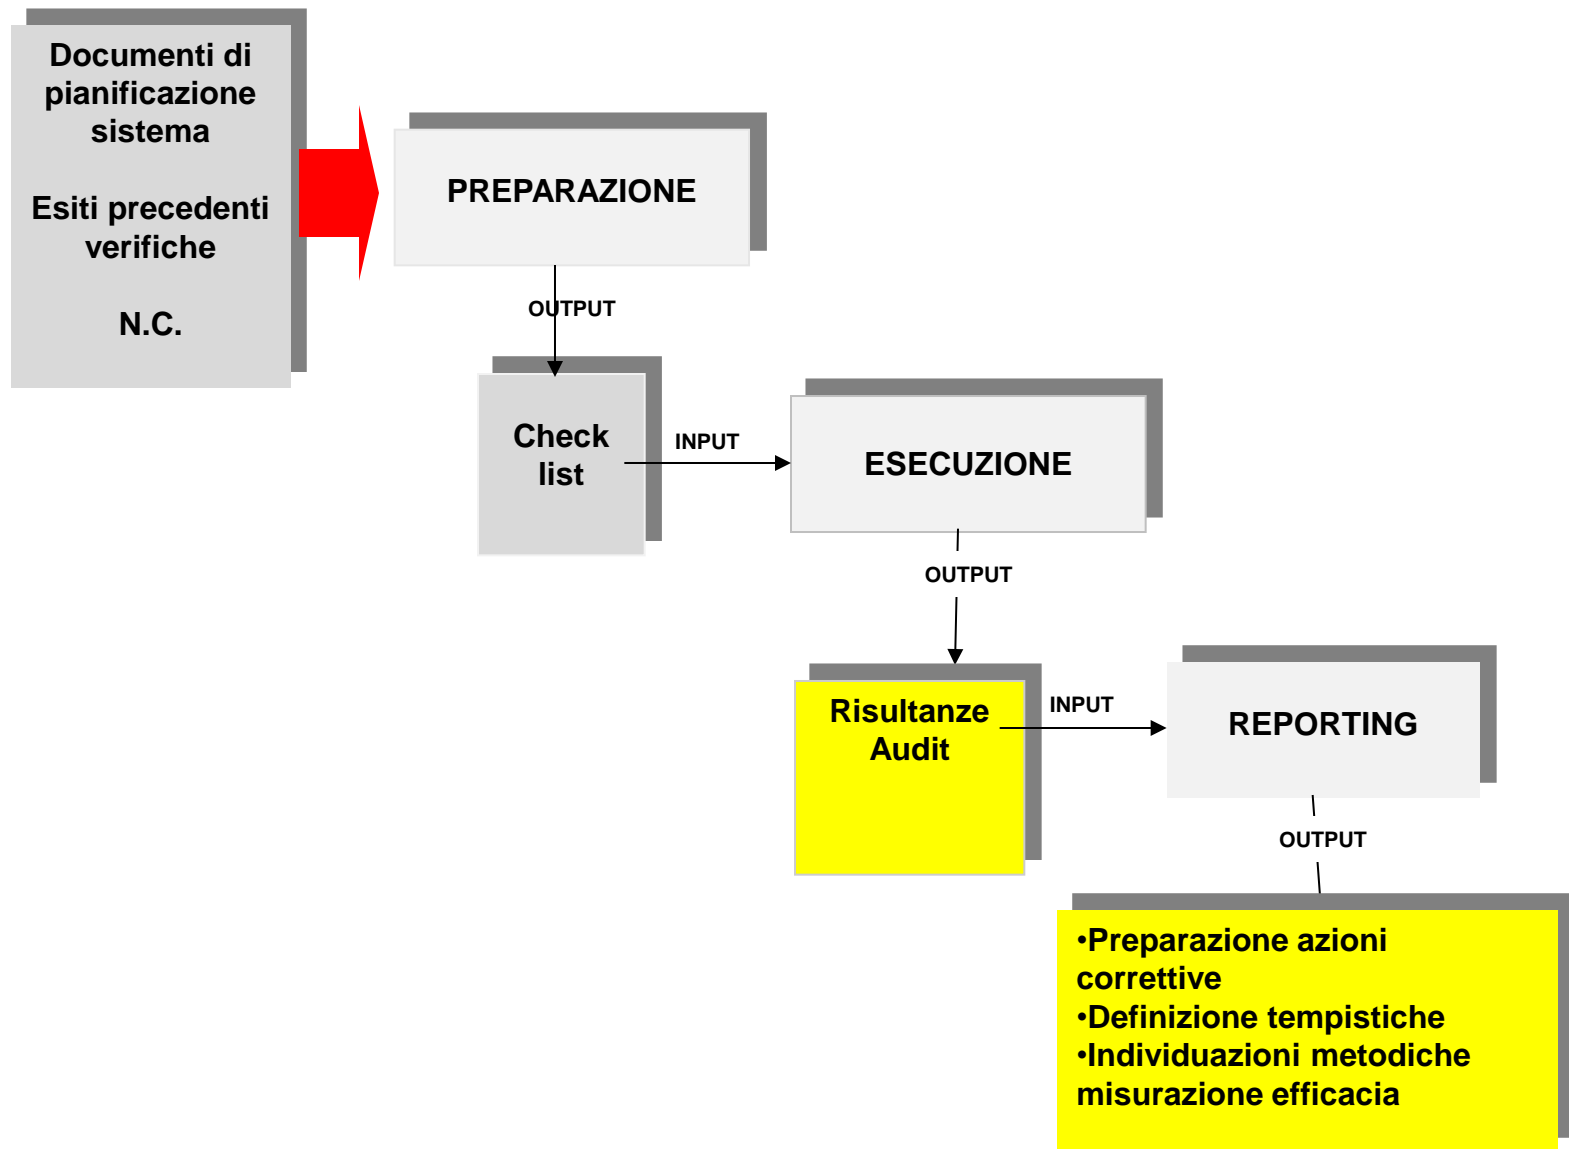 Documenti di
pianificazione
sistema
Esiti precedenti
verifiche
N.C.
PREPARAZIONE
OUTPUT
Check
list
INPUT
ESECUZIONE
OUTPUT
Risultanze
Audit
INPUT
REPORTING
OUTPUT
•Preparazione azioni
correttive
•Definizione tempistiche
•Individuazioni metodiche
misurazione efficacia